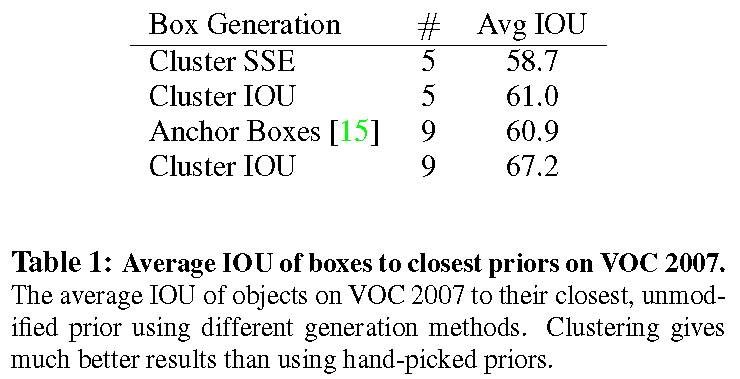 Box Generation # Avg IOU
Cluster SSE 5 58.7
Cluster IOU 5 61.0
Anchor Boxes [15] 9 60.9
Cluster IOU 9 67.2
Table 1: Average IOU of boxes to closest priors on VOC 2007.
The average IOU of objects on VOC 2007 to their closest, unmod-
ified prior using different generation methods. Clustering gives
much better results than using hand-picked priors.